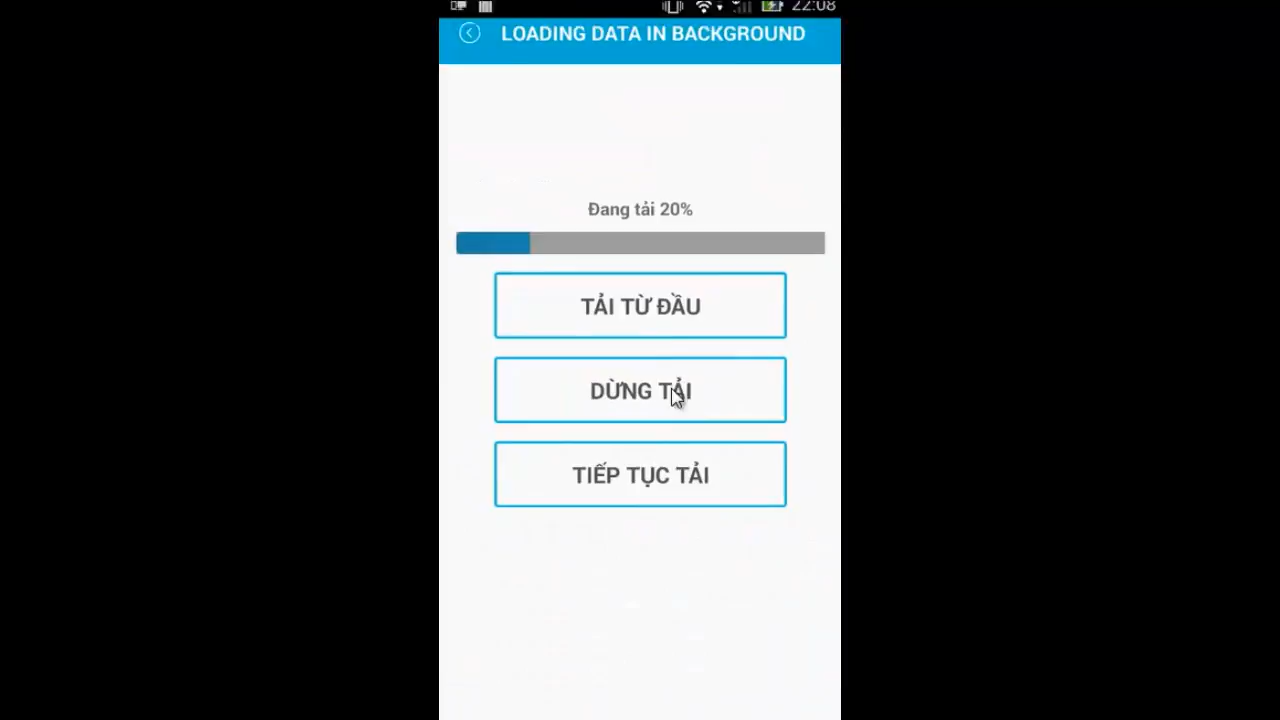 22:08
LOADING DATA IN BACKGROUND
Đang tải 20%
TẢI TỪ ĐẦU
DỪNG TẢI
TIẾP TỤC TẢI